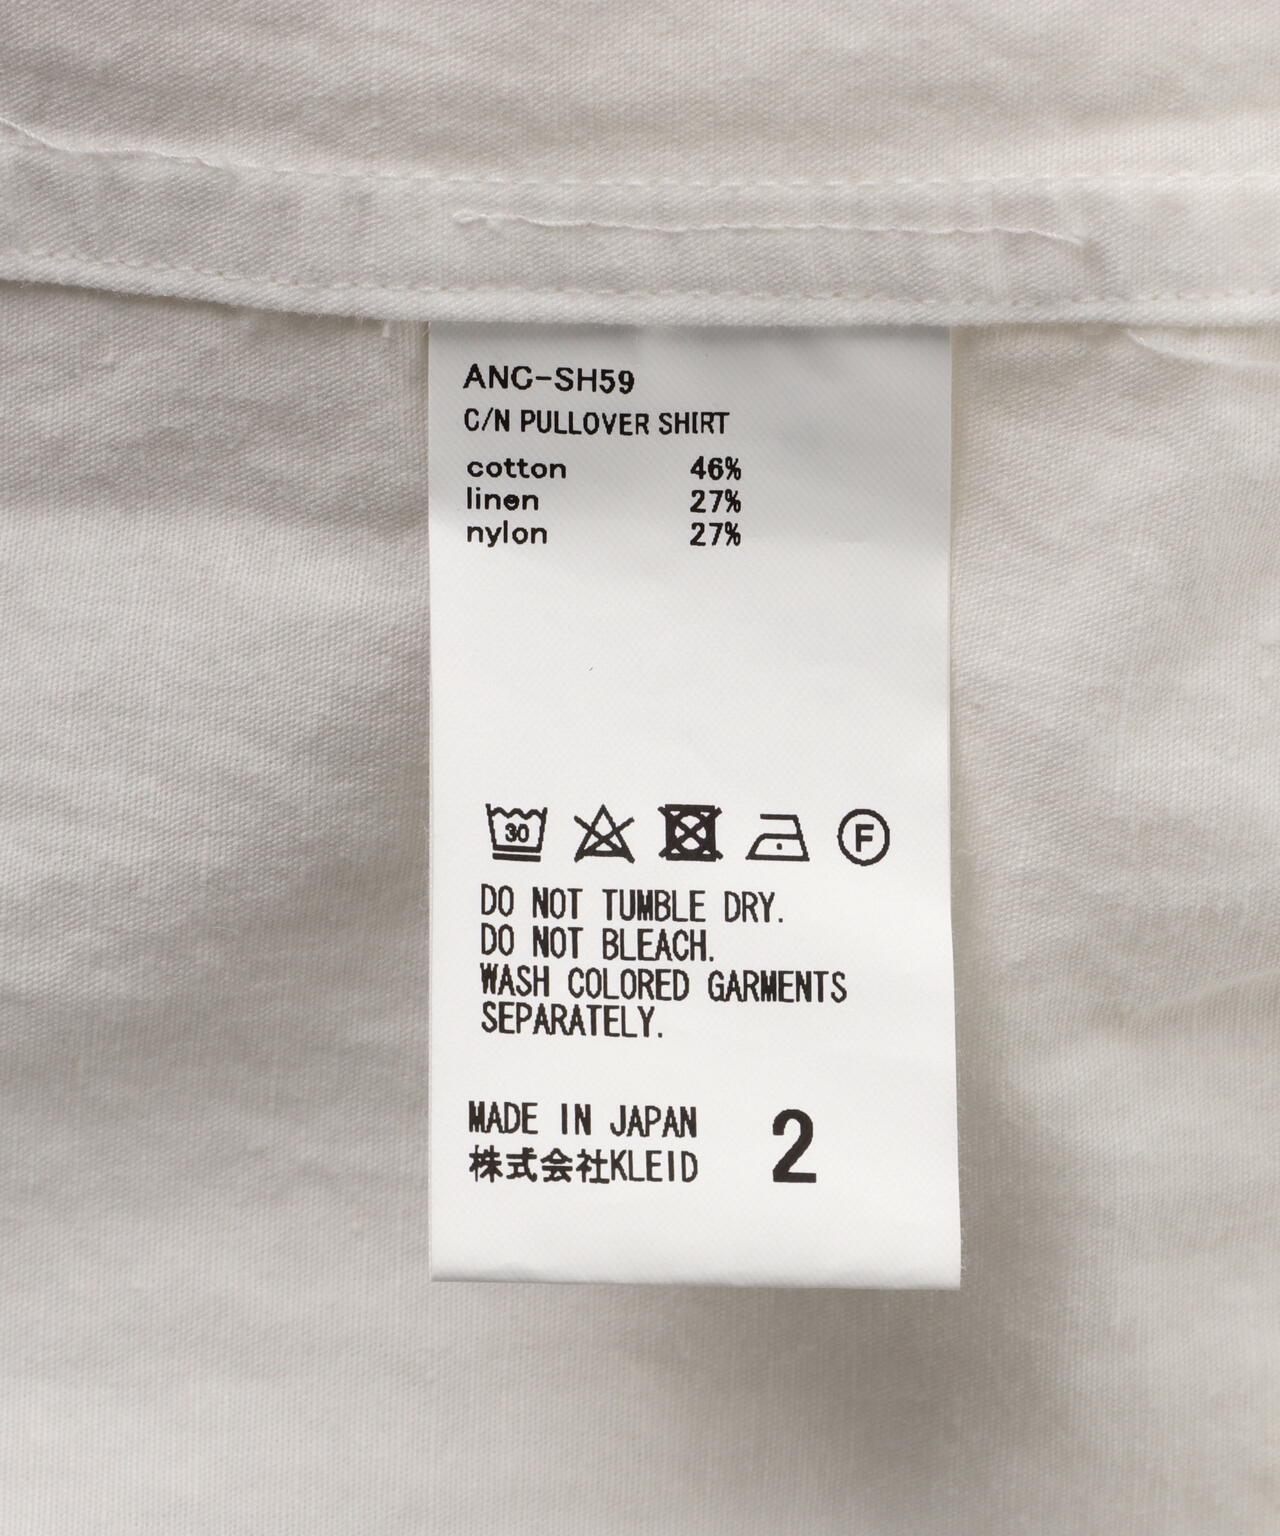 ANC-SH59
C/N PULLOVER SHIRT
cotton 46%
linen 27%
nylon 27%
30
F
DO NOT TUMBLE DRY.
DO NOT BLEACH.
WASH COLORED GARMENTS
SEPARATELY.
MADE IN JAPAN
株式会社KLEID
2